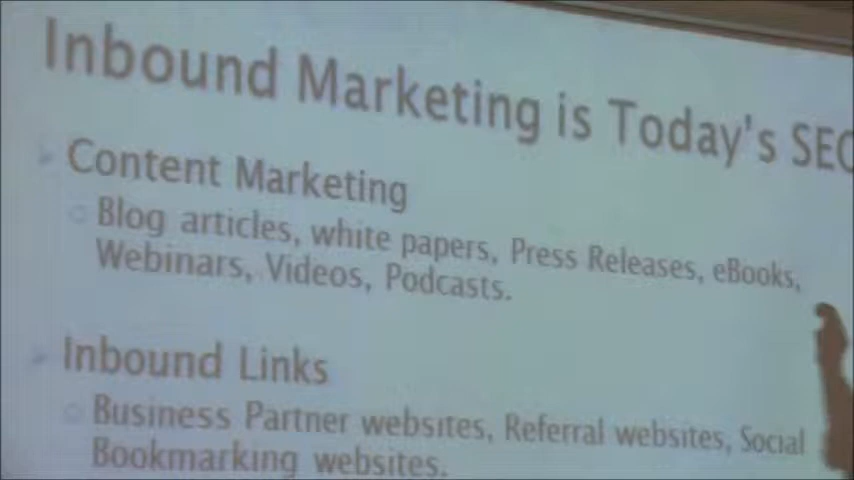 Inbound Marketing is Today's SEO
Content Marketing
Blog articles, white papers, Press Releases, eBooks,
Webinars, Videos, Podcasts.
Inbound Links
Business Partner websites, Referral websites, Social
Bookmarking websites.